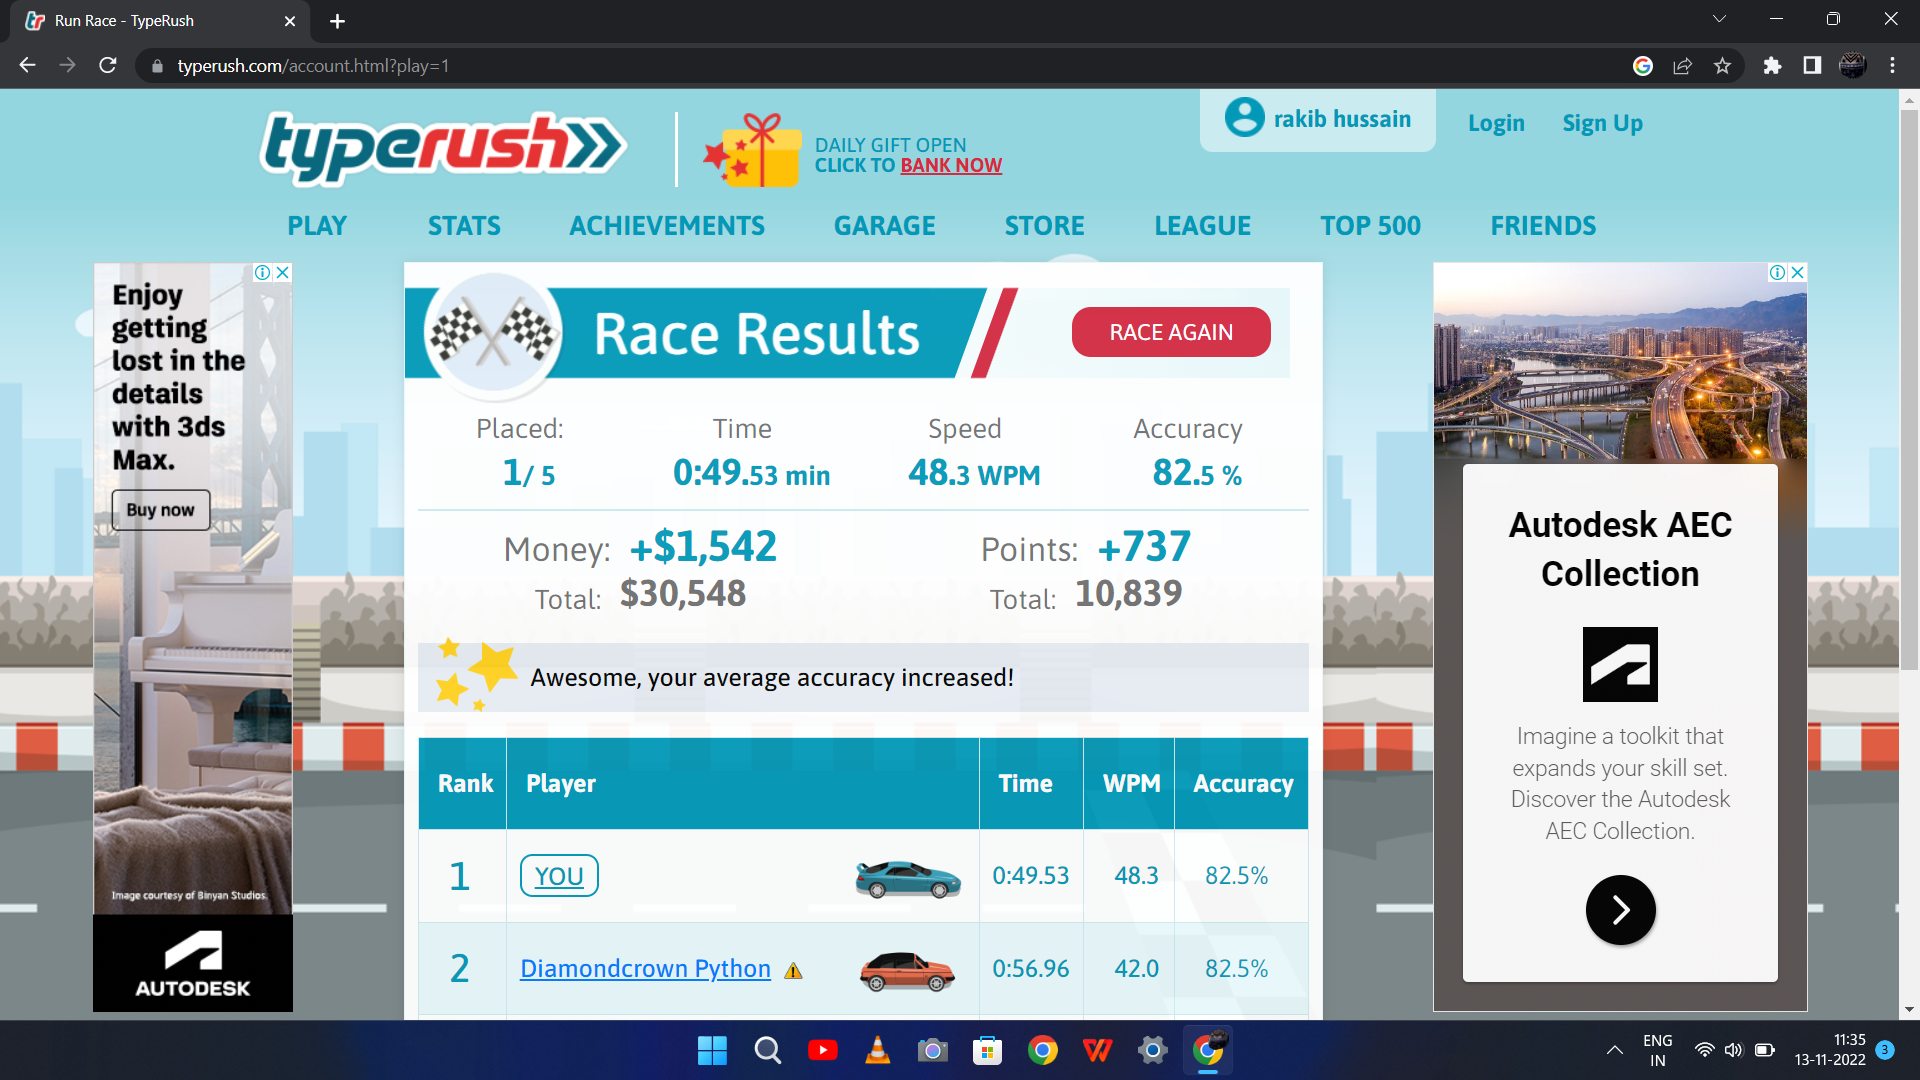 Run Race - TypeRush
typerush.com/account.html?play=1
typerush
DAILY GIFT OPEN
CLICK TO BANK NOW
rakib hussain
Login
Sign Up
PLAY
STATS
ACHIEVEMENTS
GARAGE
STORE
LEAGUE
TOP 500
FRIENDS
Enjoy
getting
lost in the
details
with 3ds
Max.
Buy now
Image courtesy of Binyan Studios.
AUTODESK
Race Results
RACE AGAIN
Placed:
Time
Speed
Accuracy
1/ 5
0:49.53 min
48.3 WPM
82.5 %
Money: +$1,542
Points: +737
Total: $30,548
Total: 10,839
Awesome, your average accuracy increased!
Rank Player Time WPM Accuracy
1 YOU 0:49.53 48.3 82.5%
2 Diamondcrown Python 0:56.96 42.0 82.5%
Autodesk AEC
Collection
Imagine a toolkit that
expands your skill set.
Discover the Autodesk
AEC Collection.
ENG
IN
11:35
13-11-2022
3